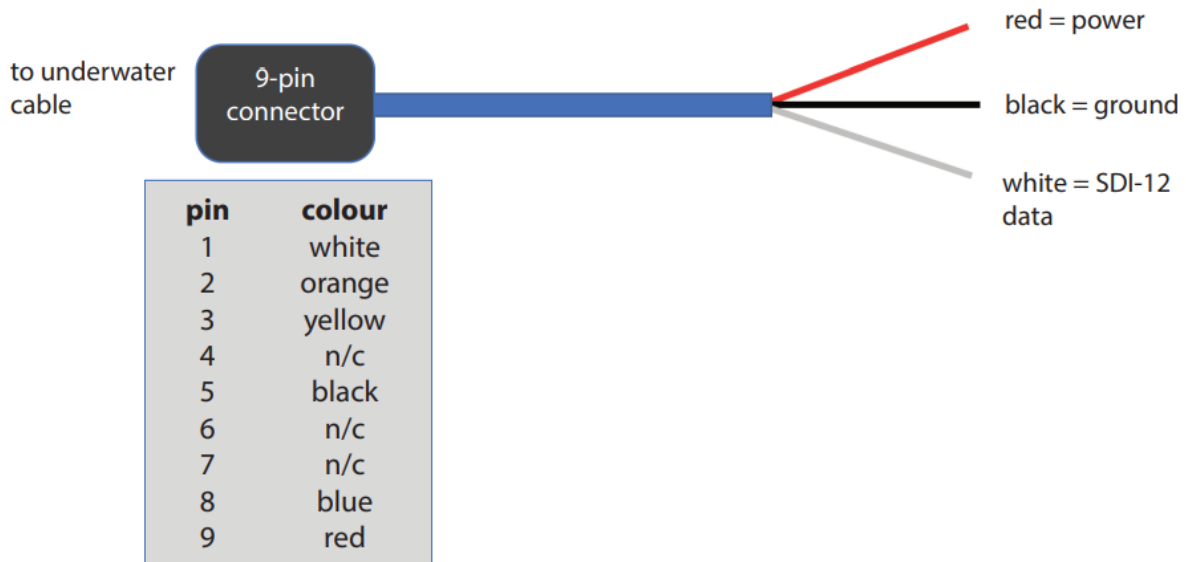 to underwater
cable
9-pin
connector
red = power
black = ground
white = SDI-12
data
pin colour
1 white
2 orange
3 yellow
4 n/c
5 black
6 n/c
7 n/c
8 blue
9 red